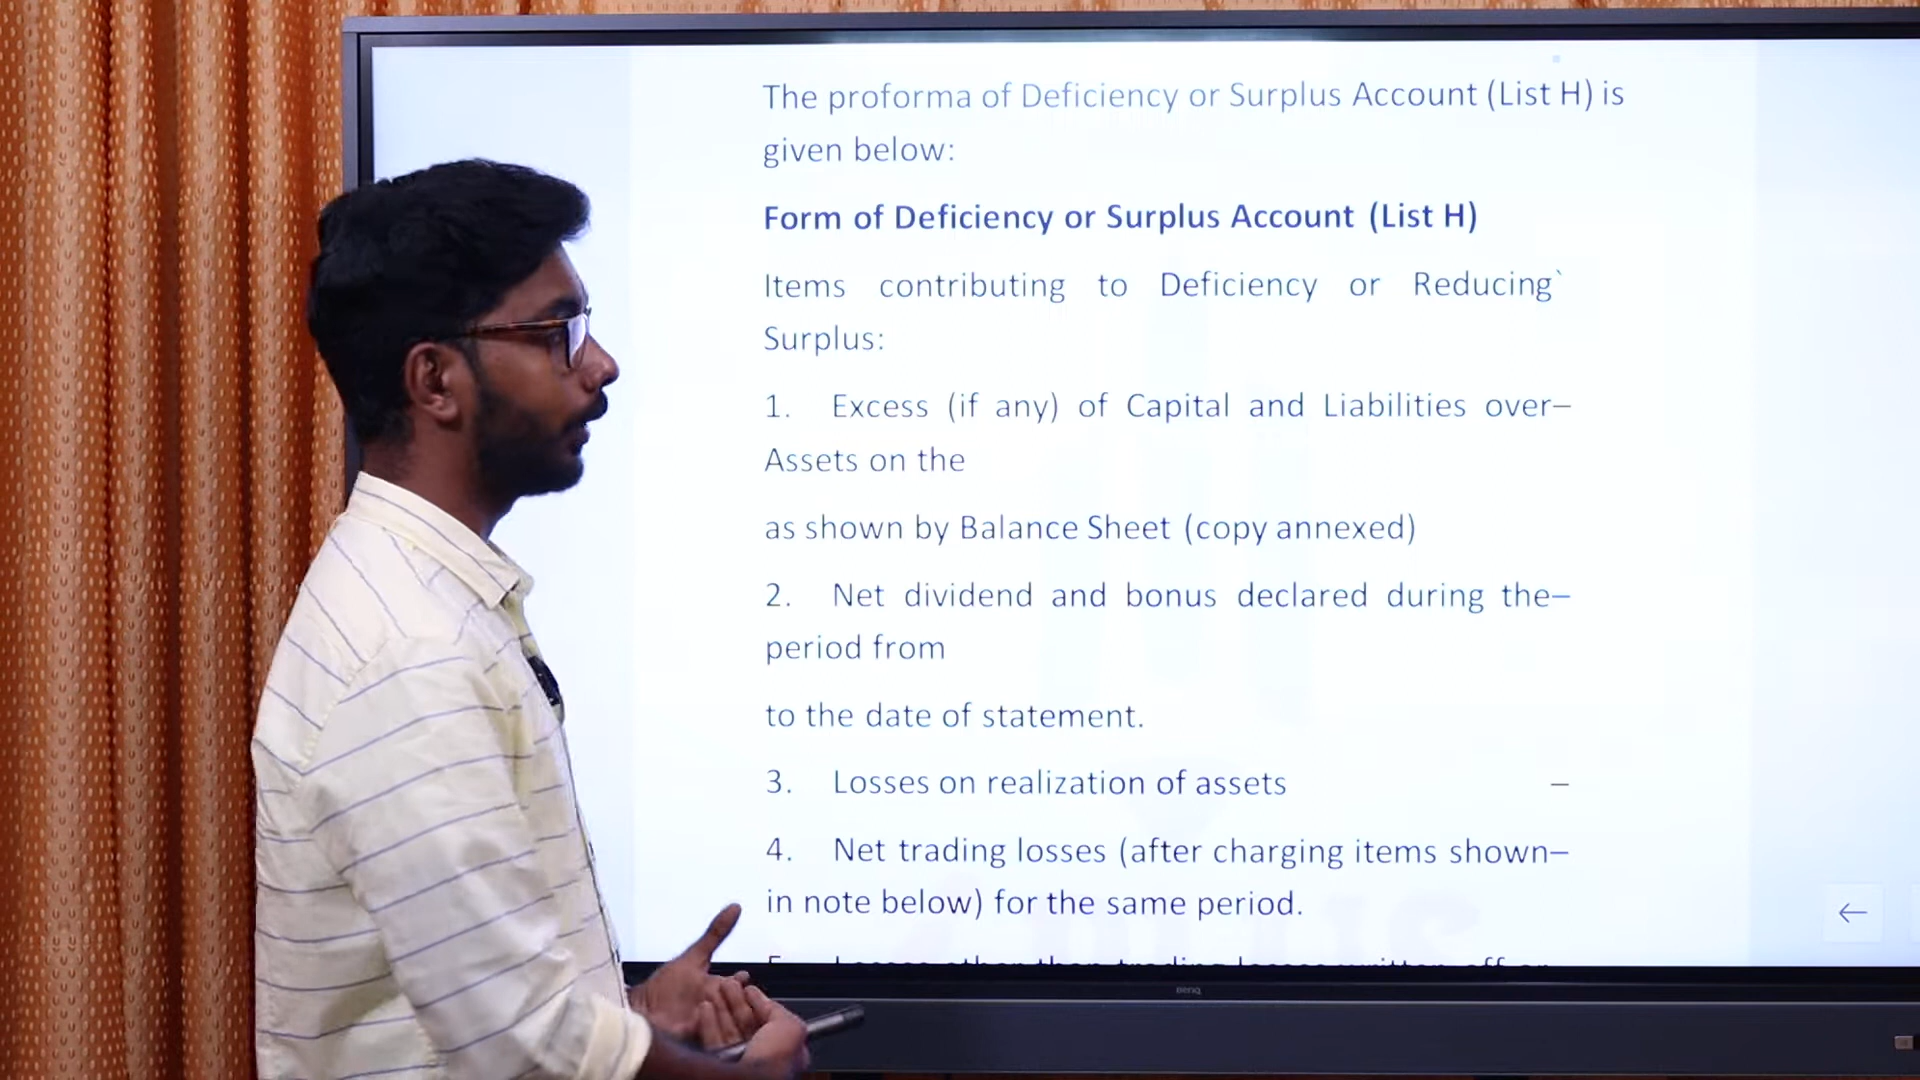 The proforma of Deficiency or Surplus Account (List H) is
given below:
Form of Deficiency or Surplus Account (List H)
Items contributing to Deficiency or Reducing`
Surplus:
1. Excess (if any) of Capital and Liabilities over–
Assets on the
as shown by Balance Sheet (copy annexed)
2. Net dividend and bonus declared during the–
period from
to the date of statement.
3. Losses on realization of assets –
4. Net trading losses (after charging items shown–
in note below) for the same period.
BenQ